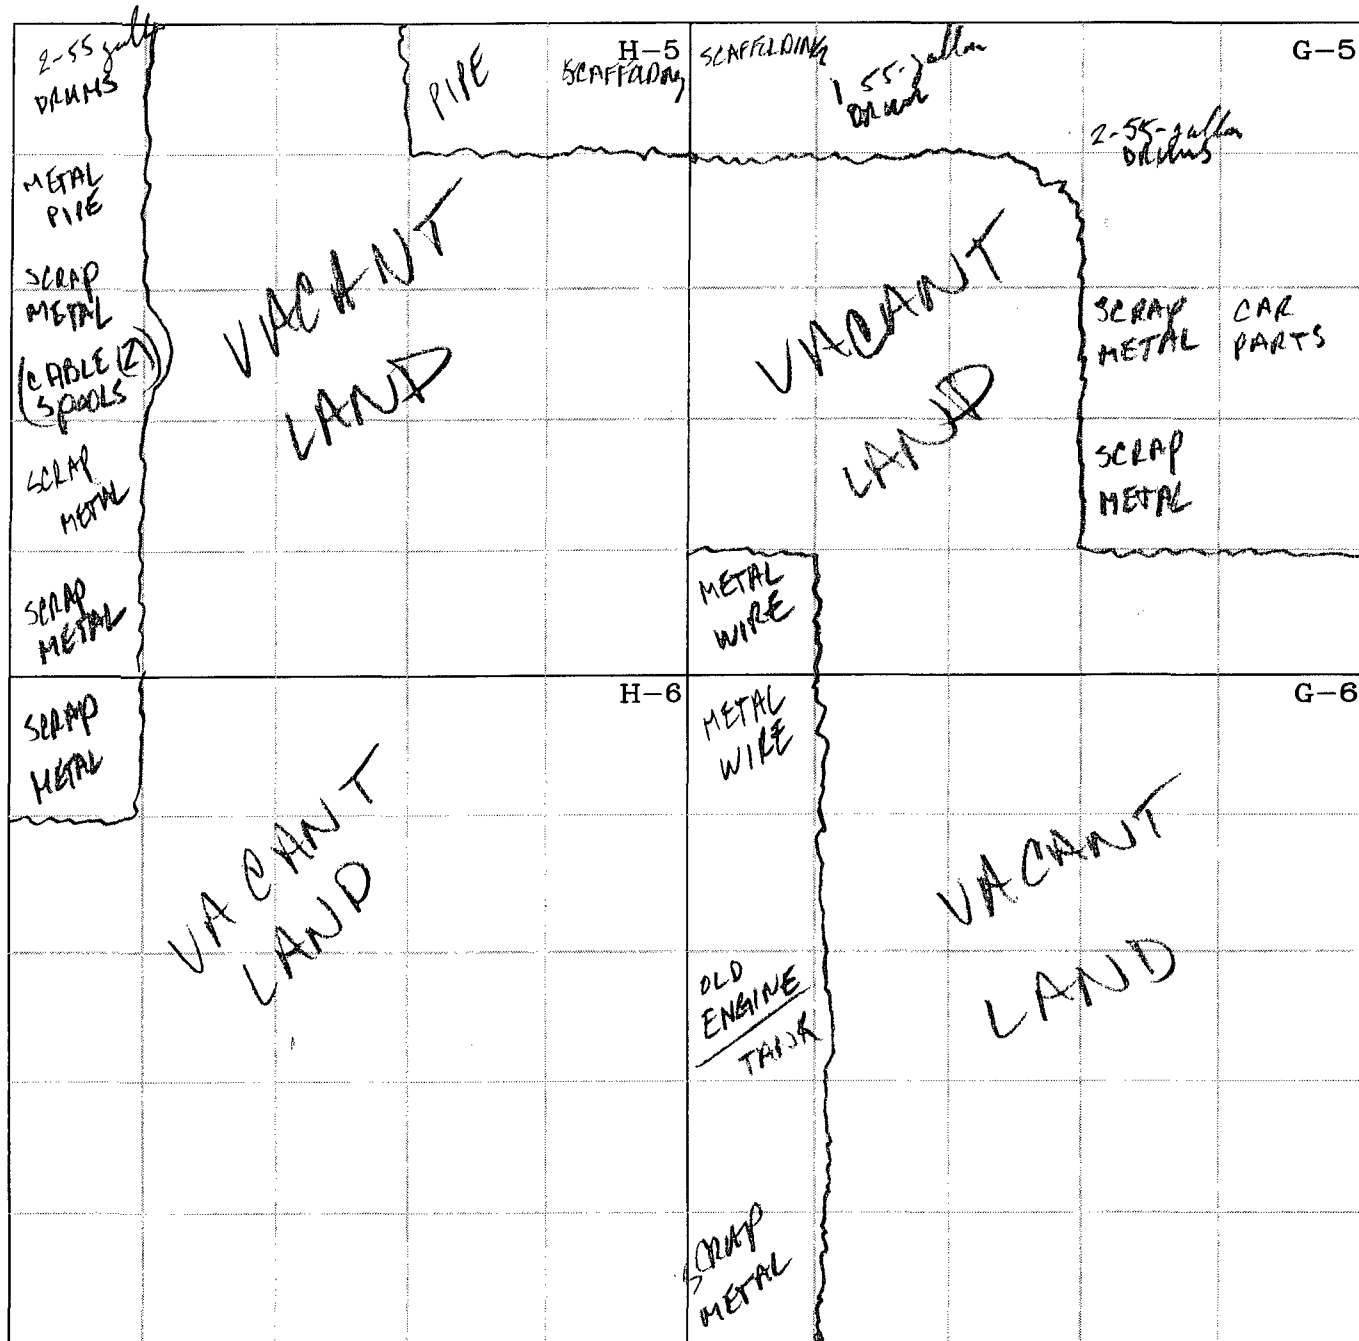 2-55 gallon
DRUMS
METAL
PIPE
SCRAP
METAL
(CABLE (2)
SPOOLS)
SCRAP
METAL
SCRAP
METAL
PIPE
H-5
SCAFFOLDING
VACANT
LAND
SCAFFOLDING
1 55-gallon
DRUM
G-5
2-55-gallon
DRUMS
VACANT
LAND
SCRAP
METAL
CAR
PARTS
SCRAP
METAL
METAL
WIRE
SCRAP
METAL
H-6
VACANT
LAND
METAL
WIRE
G-6
VACANT
LAND
OLD
ENGINE
SCRAP
METAL